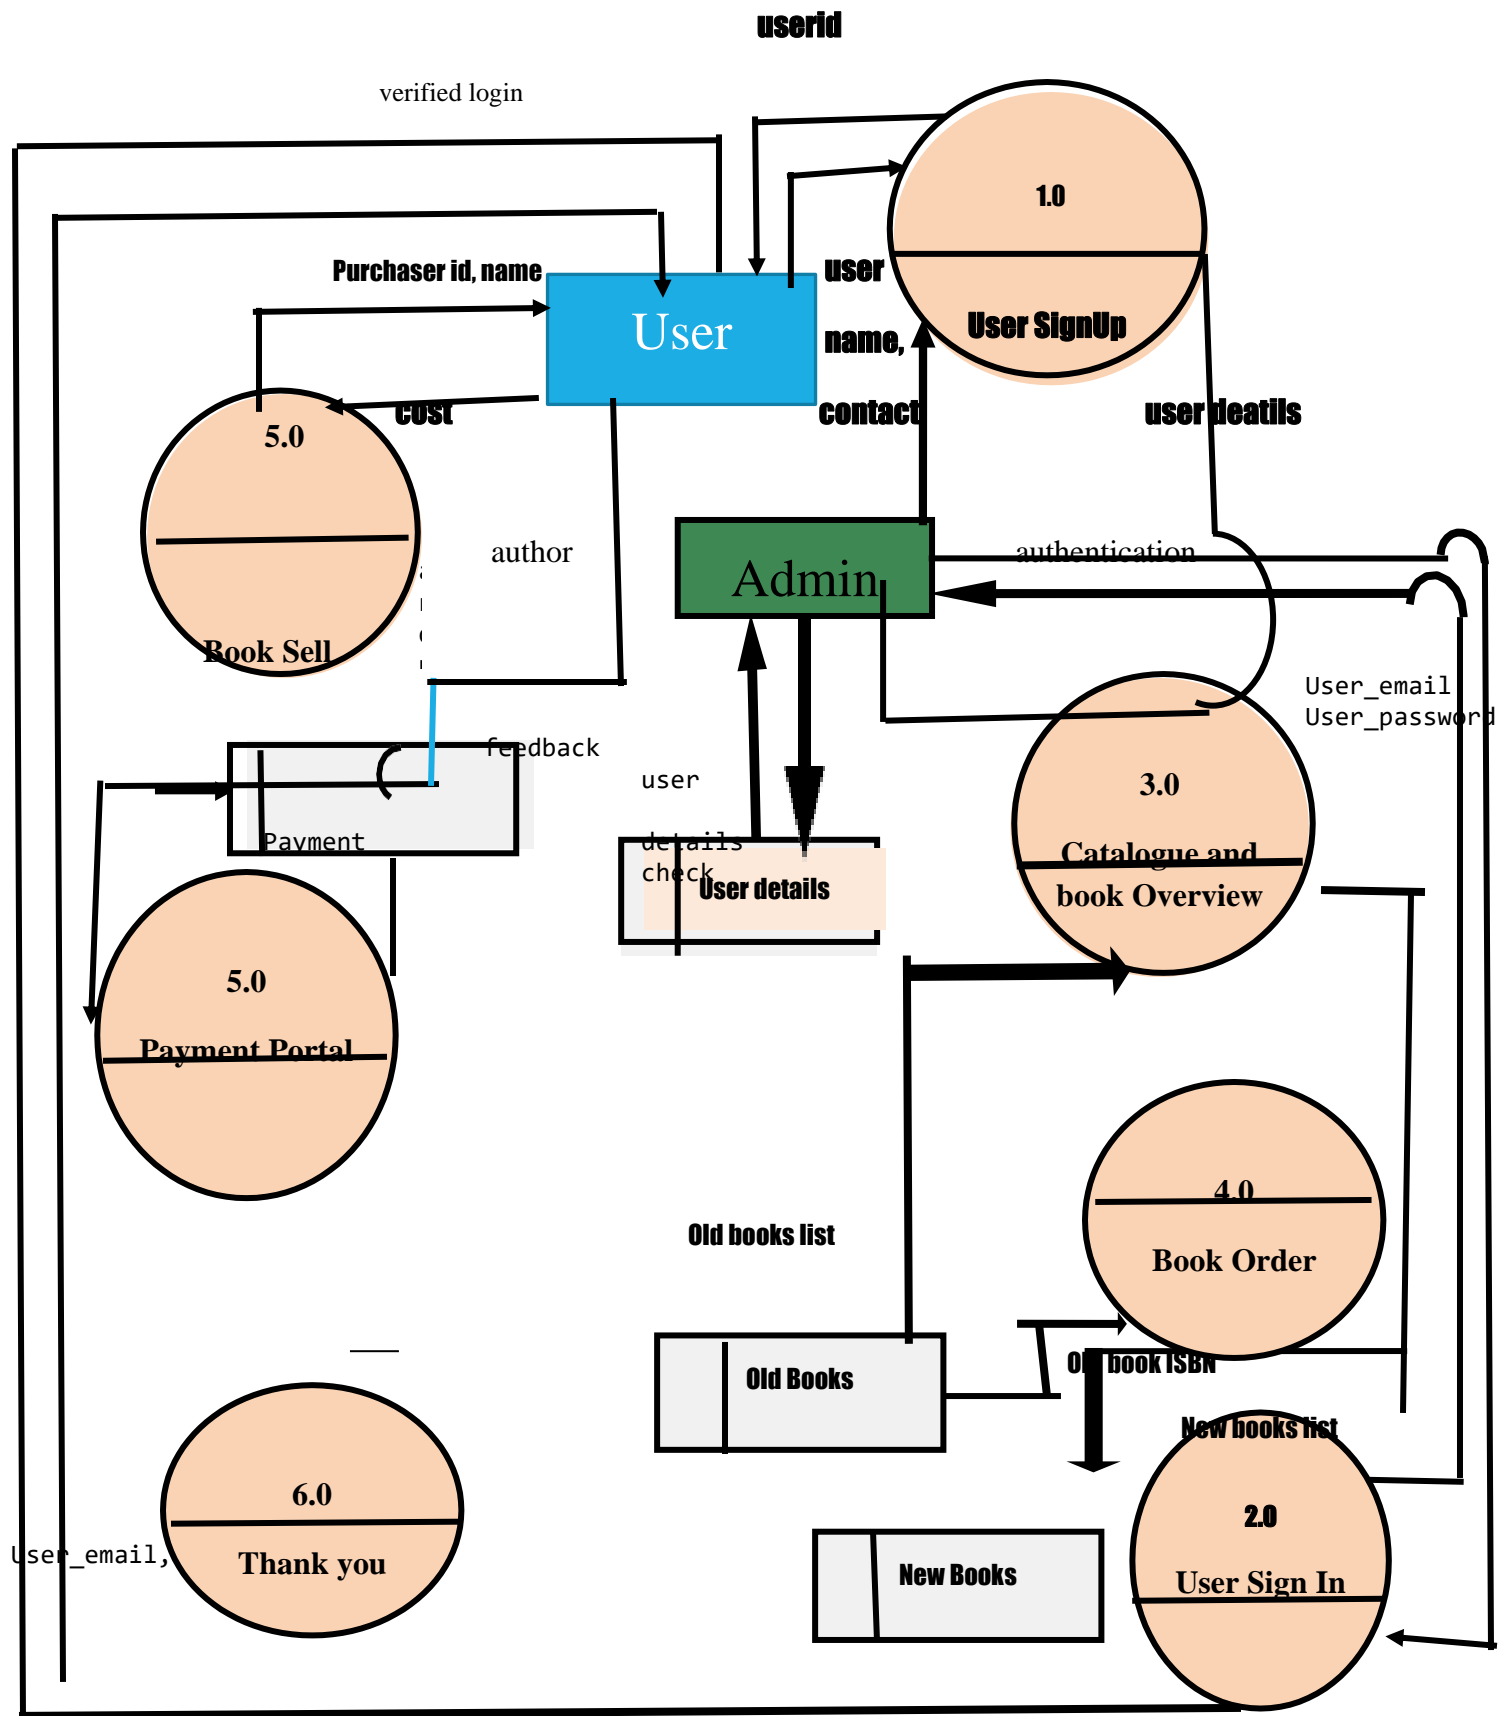 userid
verified login
1.0
Purchaser id, name
user
User
name,
User SignUp
cost
contact
user deatils
5.0
author
authentication
Admin
Book Sell
User_email
User_password
feedback
user
3.0
Payment
details
check
Catalogue and
book Overview
User details
5.0
Payment Portal
4.0
Old books list
Book Order
Old book ISBN
Old Books
New books list
6.0
2.0
User_email,
Thank you
New Books
User Sign In